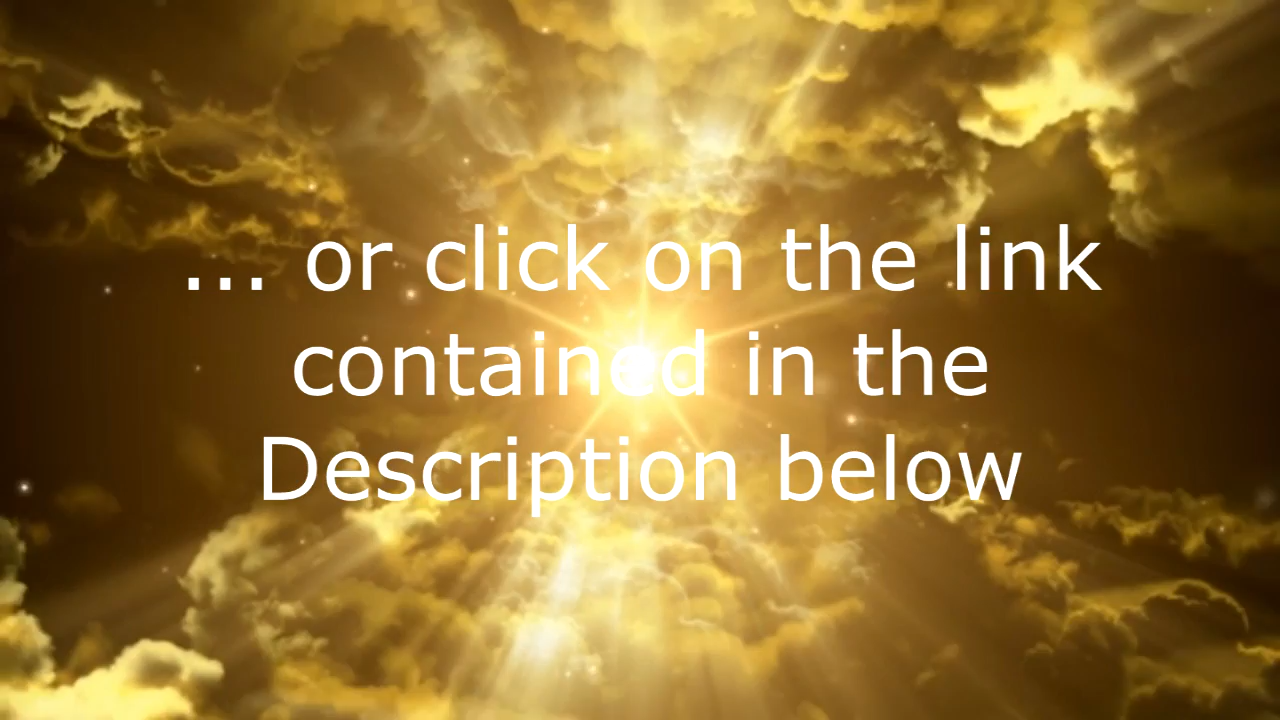 ... or click on the link
contained in the
Description below